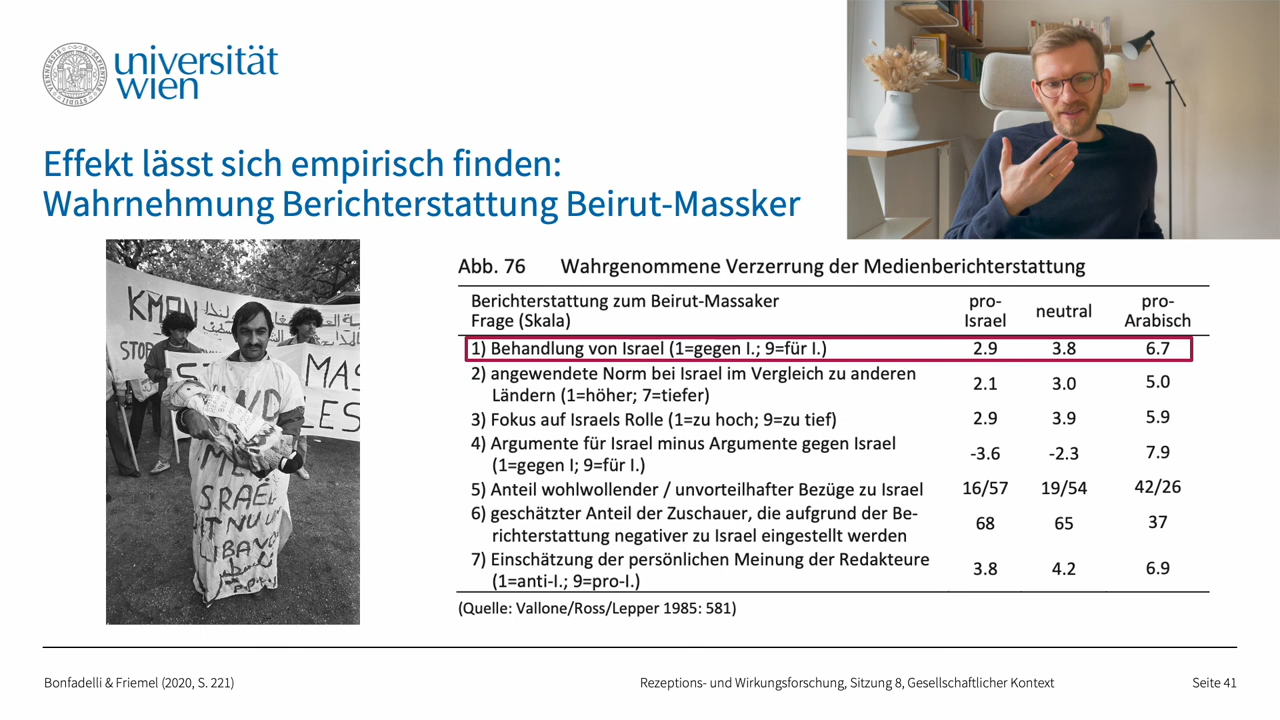 universität
wien
Effekt lässt sich empirisch finden:
Wahrnehmung Berichterstattung Beirut-Massker
KMEN
STOP
MAS
LES
ME
SRAEL
LIBAN
Abb. 76 Wahrgenommene Verzerrung der Medienberichterstattung
Berichterstattung zum Beirut-Massaker
Frage (Skala)
pro-
Israel
neutral
pro-
Arabisch
1) Behandlung von Israel (1=gegen I.; 9=für I.) 2.9 3.8 6.7
2) angewendete Norm bei Israel im Vergleich zu anderen
Ländern (1=höher; 7=tiefer) 2.1 3.0 5.0
3) Fokus auf Israels Rolle (1=zu hoch; 9=zu tief) 2.9 3.9 5.9
4) Argumente für Israel minus Argumente gegen Israel
(1=gegen I; 9=für I.) -3.6 -2.3 7.9
5) Anteil wohlwollender / unvorteilhafter Bezüge zu Israel 16/57 19/54 42/26
6) geschätzter Anteil der Zuschauer, die aufgrund der Be-
richterstattung negativer zu Israel eingestellt werden 68 65 37
7) Einschätzung der persönlichen Meinung der Redakteure
(1=anti-I.; 9=pro-I.) 3.8 4.2 6.9
(Quelle: Vallone/Ross/Lepper 1985: 581)
Bonfadelli & Friemel (2020, S. 221)
Rezeptions- und Wirkungsforschung, Sitzung 8, Gesellschaftlicher Kontext
Seite 41